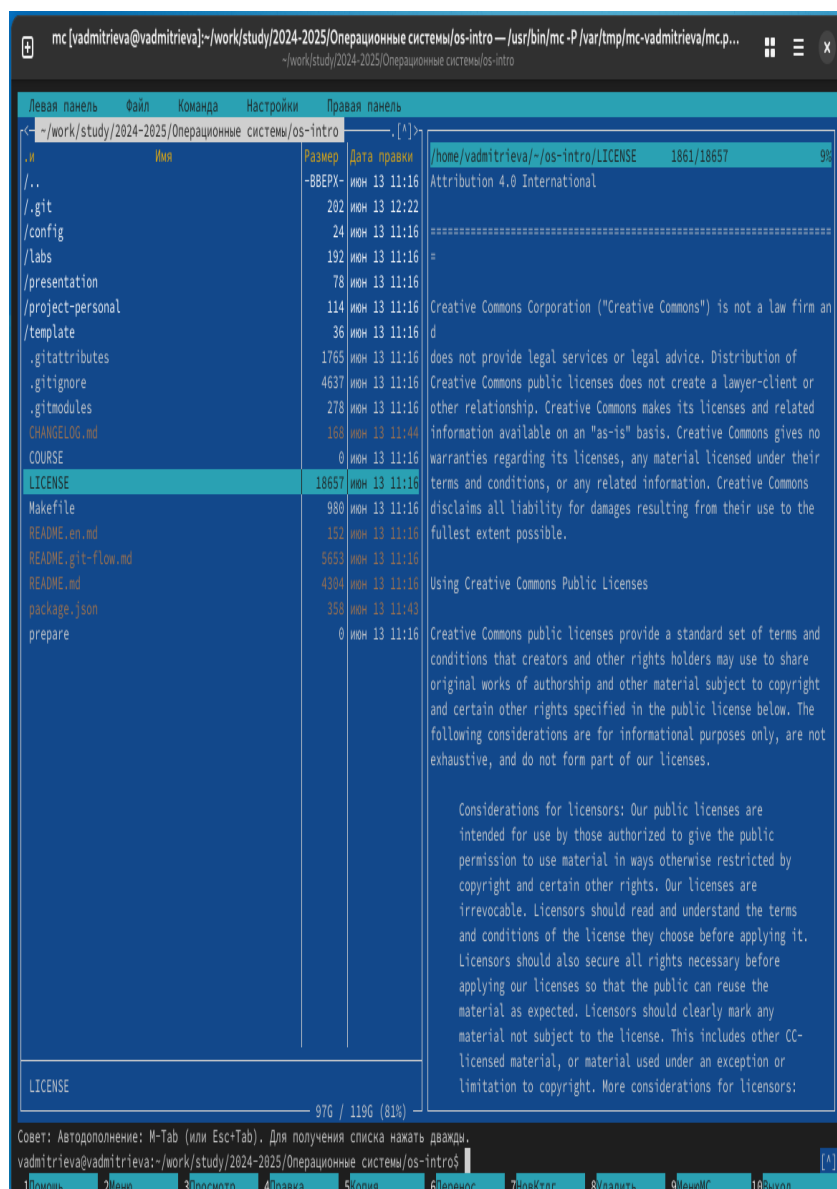 mc [vadmitrieva@vadmitrieva]:~/work/study/2024-2025/Операционные системы/os-intro — /usr/bin/mc -P /var/tmp/mc-vadmitrieva/mc.p...
~/work/study/2024-2025/Операционные системы/os-intro
Левая панель Файл Команда Настройки Правая панель
<- ~/work/study/2024-2025/Операционные системы/os-intro .[^]>
.и Имя Размер Дата правки
/.. -ВВЕРХ- июн 13 11:16
/.git 202 июн 13 12:22
/config 24 июн 13 11:16
/labs 192 июн 13 11:16
/presentation 78 июн 13 11:16
/project-personal 114 июн 13 11:16
/template 36 июн 13 11:16
.gitattributes 1765 июн 13 11:16
.gitignore 4637 июн 13 11:16
.gitmodules 278 июн 13 11:16
CHANGELOG.md 168 июн 13 11:44
COURSE 0 июн 13 11:16
LICENSE 18657 июн 13 11:16
Makefile 980 июн 13 11:16
README.en.md 152 июн 13 11:16
README.git-flow.md 5653 июн 13 11:16
README.md 4304 июн 13 11:16
package.json 358 июн 13 11:43
prepare 0 июн 13 11:16
LICENSE
97G / 119G (81%)
/home/vadmitrieva/~/os-intro/LICENSE 1861/18657 9%
Attribution 4.0 International
=======================================================================
=
Creative Commons Corporation ("Creative Commons") is not a law firm an
d
does not provide legal services or legal advice. Distribution of
Creative Commons public licenses does not create a lawyer-client or
other relationship. Creative Commons makes its licenses and related
information available on an "as-is" basis. Creative Commons gives no
warranties regarding its licenses, any material licensed under their
terms and conditions, or any related information. Creative Commons
disclaims all liability for damages resulting from their use to the
fullest extent possible.
Using Creative Commons Public Licenses
Creative Commons public licenses provide a standard set of terms and
conditions that creators and other rights holders may use to share
original works of authorship and other material subject to copyright
and certain other rights specified in the public license below. The
following considerations are for informational purposes only, are not
exhaustive, and do not form part of our licenses.
Considerations for licensors: Our public licenses are
intended for use by those authorized to give the public
permission to use material in ways otherwise restricted by
copyright and certain other rights. Our licenses are
irrevocable. Licensors should read and understand the terms
and conditions of the license they choose before applying it.
Licensors should also secure all rights necessary before
applying our licenses so that the public can reuse the
material as expected. Licensors should clearly mark any
material not subject to the license. This includes other CC-
licensed material, or material used under an exception or
limitation to copyright. More considerations for licensors:
Совет: Автодополнение: M-Tab (или Esc+Tab). Для получения списка нажать дважды.
vadmitrieva@vadmitrieva:~/work/study/2024-2025/Операционные системы/os-intro$ [^]
1Помощь 2Меню 3Просмотр 4Правка 5Копия 6Перенос 7НовКтлг 8Удалить 9МенюMC 10Выход